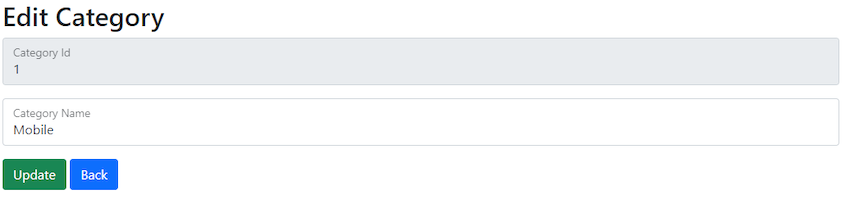 Edit Category
Category Id
1
Category Name
Mobile
Update Back